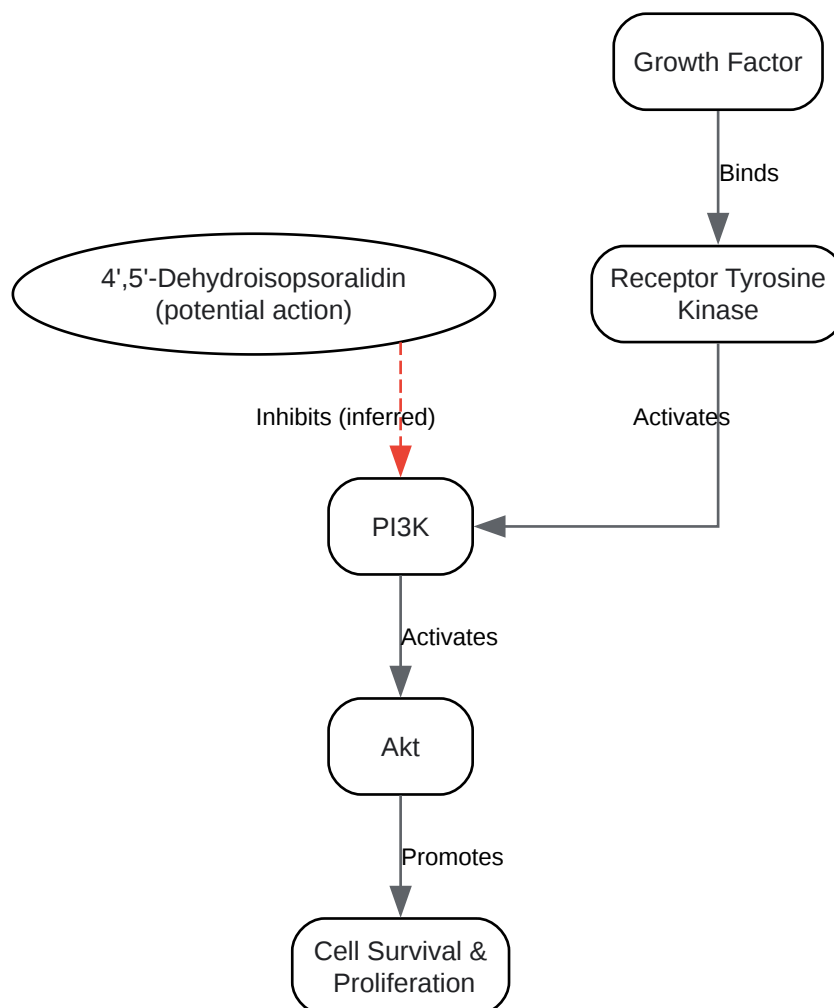 Growth Factor
Binds
4',5'-Dehydroisopsoralidin
(potential action)
Receptor Tyrosine
Kinase
Inhibits (inferred)
Activates
PI3K
Activates
Akt
Promotes
Cell Survival &
Proliferation